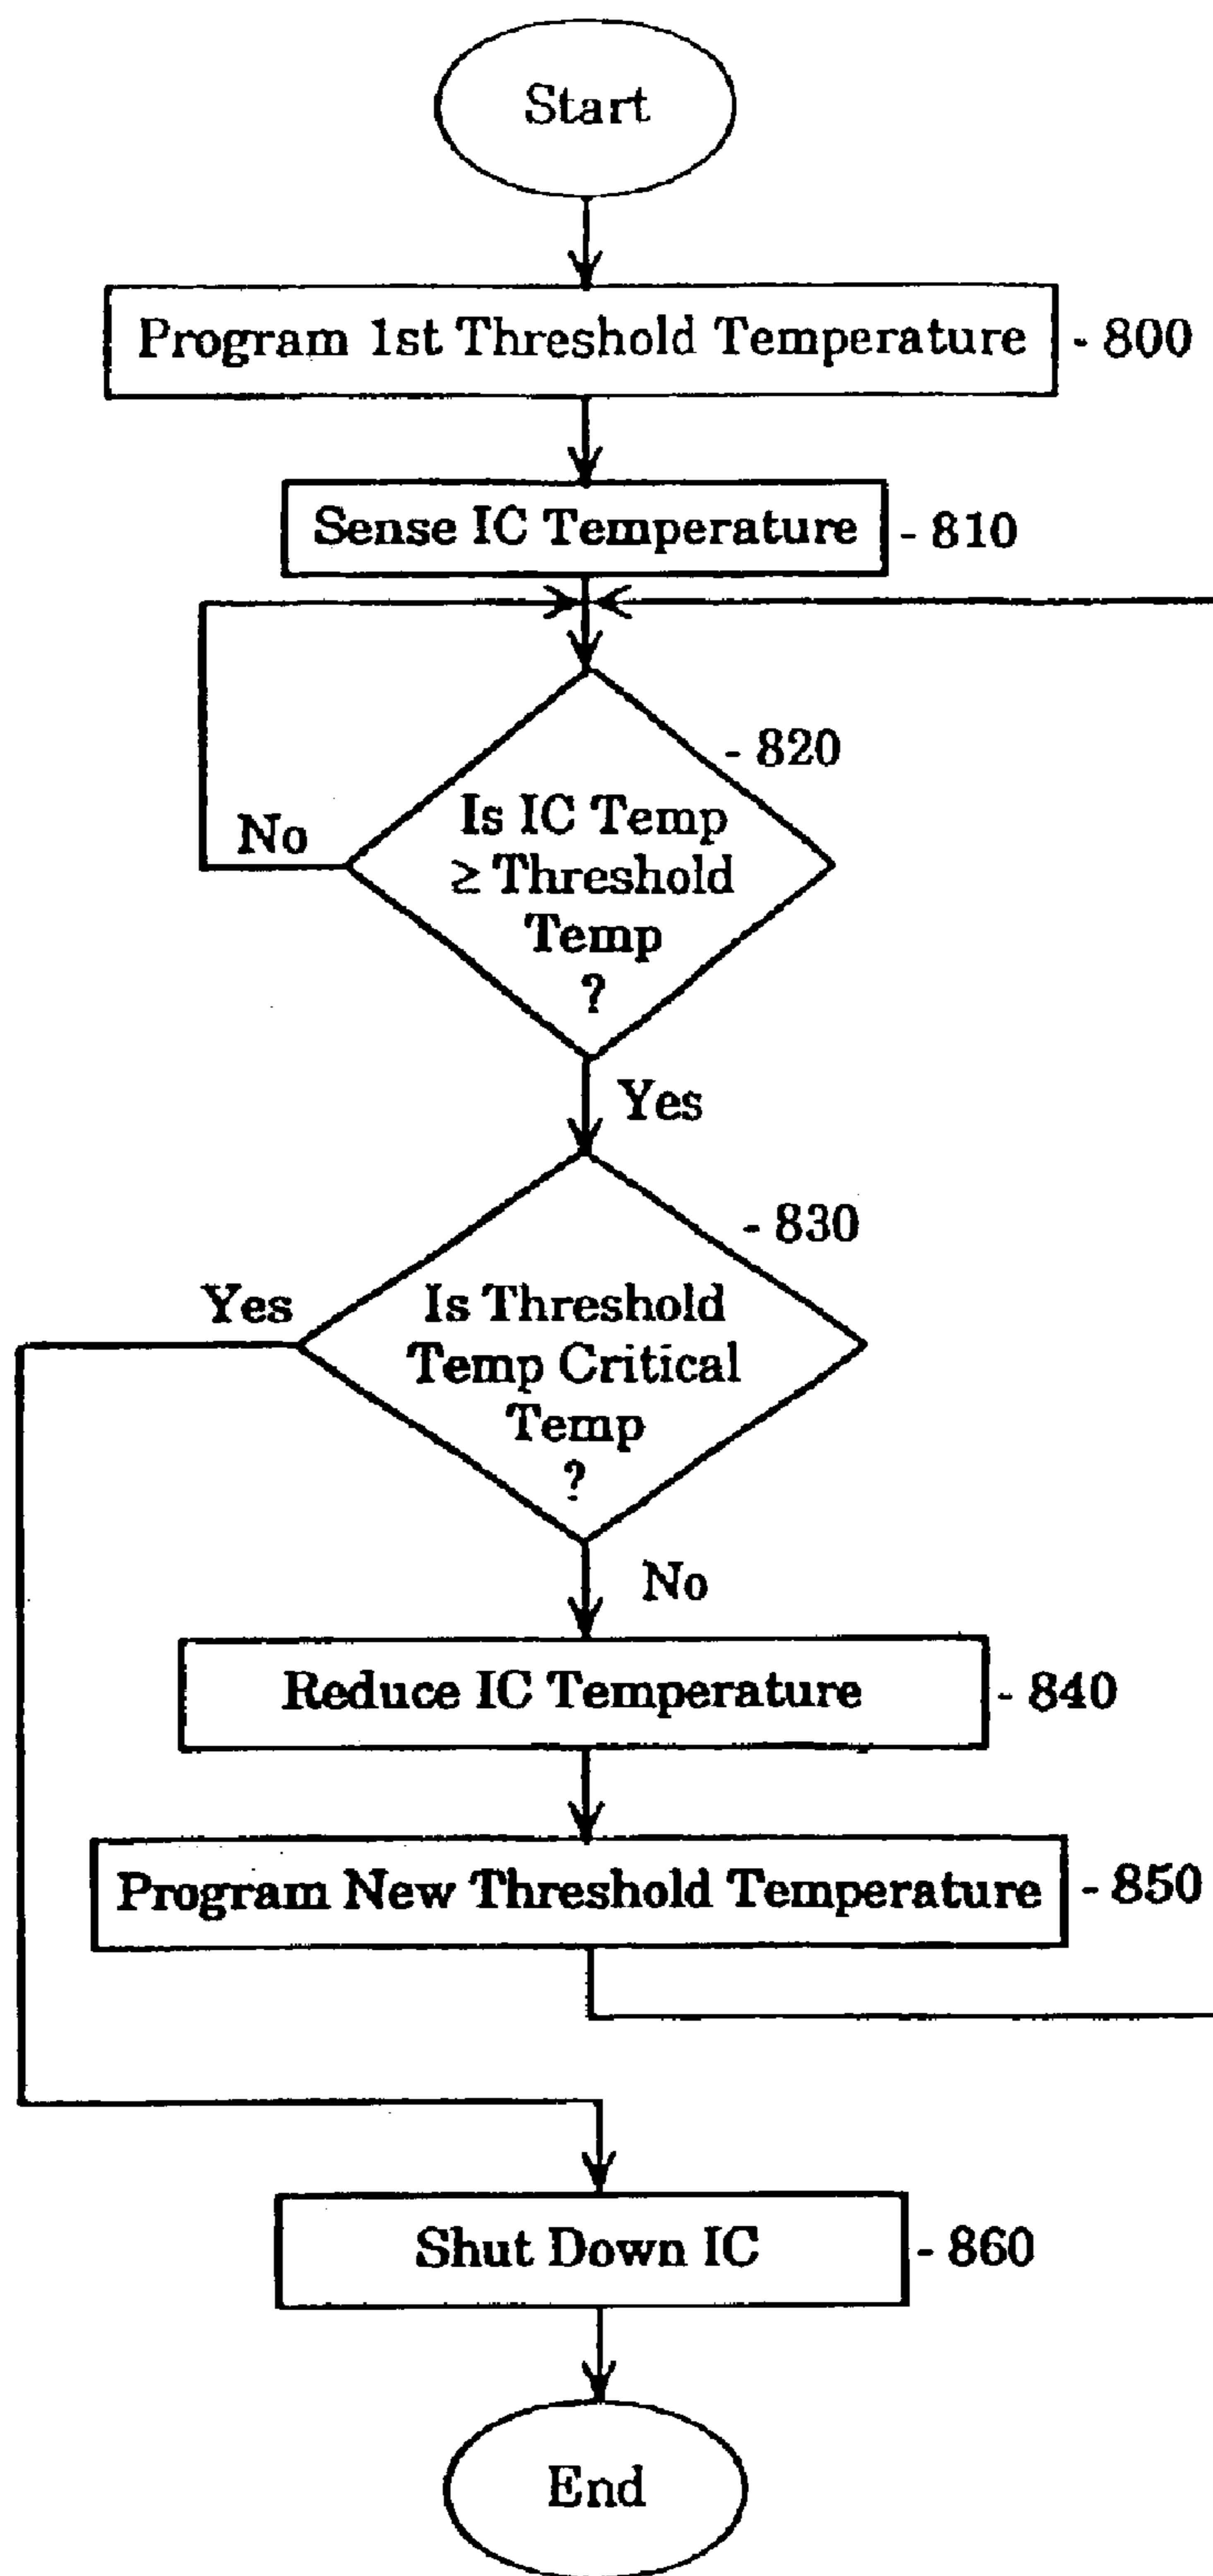 Start
Program 1st Threshold Temperature - 800
Sense IC Temperature - 810
- 820
Is IC Temp
≥ Threshold
Temp
?
No
Yes
- 830
Is Threshold
Temp Critical
Temp
?
Yes
No
Reduce IC Temperature - 840
Program New Threshold Temperature - 850
Shut Down IC - 860
End